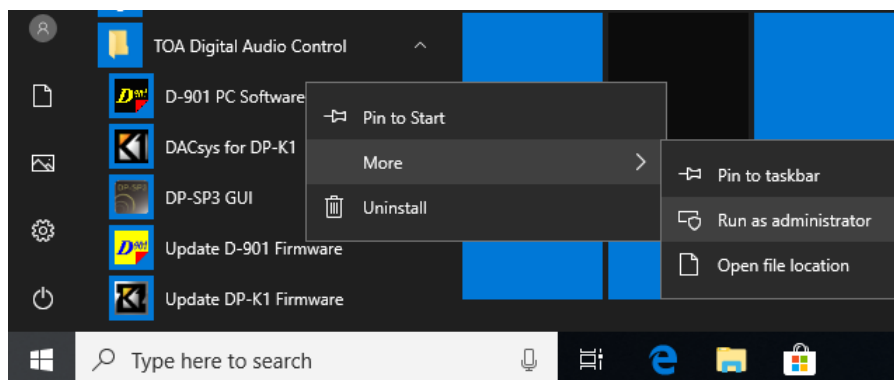 TOA Digital Audio Control
D-901 PC Software
DACsys for DP-K1
DP-SP3 GUI
Update D-901 Firmware
Update DP-K1 Firmware
Pin to Start
More
Uninstall
Pin to taskbar
Run as administrator
Open file location
Type here to search